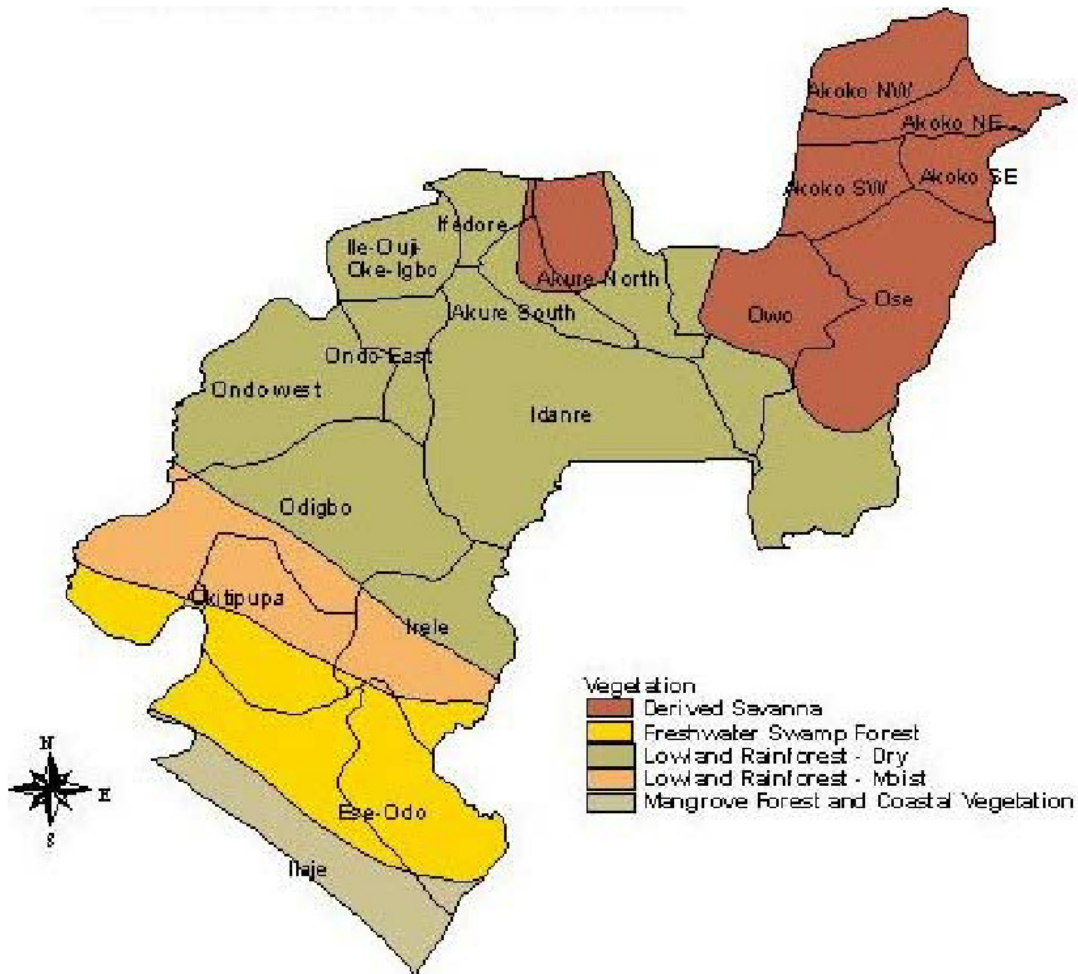 Akoko NW
Akoko NE
Akoko SW
Akoko SE
Ifedore
Ile-Oluji-
Oke-Igbo
Akure North
Akure South
Owo
Ose
Ondo East
Ondo west
Idanre
Odigbo
Okitipupa
Irele
Ese-Odo
Ilaje
Vegetation
Derived Savanna
Freshwater Swamp Forest
Lowland Rainforest - Dry
Lowland Rainforest - Moist
Mangrove Forest and Coastal Vegetation
N
E
S